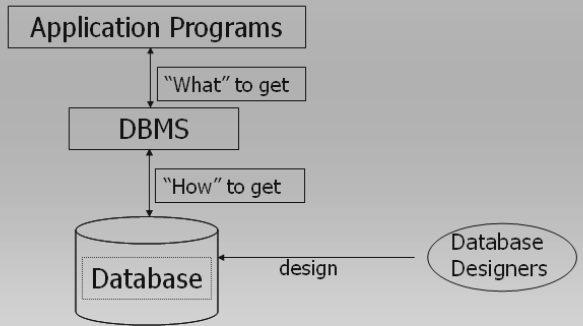 Application Programs
“What” to get
DBMS
“How” to get
Database
design
Database
Designers